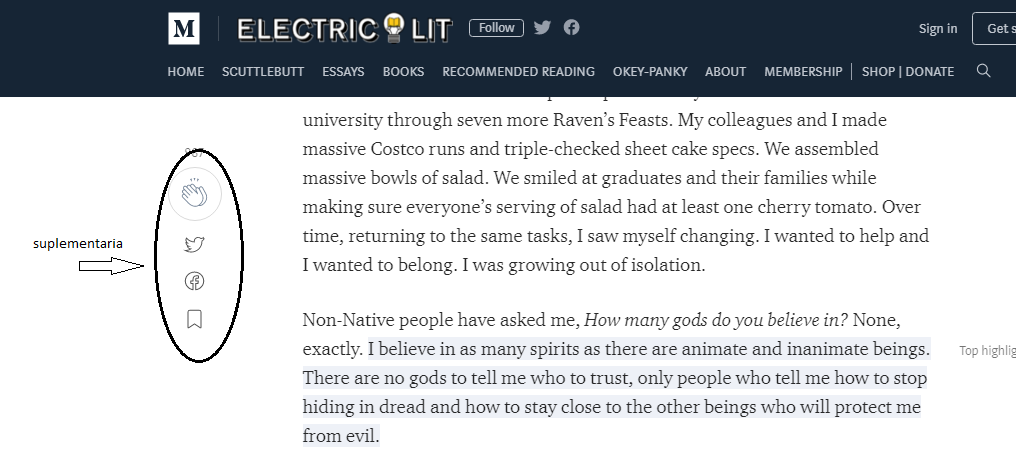 M ELECTRIC LIT Follow Sign in
HOME SCUTTLEBUTT ESSAYS BOOKS RECOMMENDED READING OKEY-PANKY ABOUT MEMBERSHIP SHOP | DONATE
university through seven more Raven’s Feasts. My colleagues and I made
massive Costco runs and triple-checked sheet cake specs. We assembled
massive bowls of salad. We smiled at graduates and their families while
making sure everyone’s serving of salad had at least one cherry tomato. Over
suplementaria
time, returning to the same tasks, I saw myself changing. I wanted to help and
I wanted to belong. I was growing out of isolation.
Non-Native people have asked me, How many gods do you believe in? None,
exactly. I believe in as many spirits as there are animate and inanimate beings.
Top
There are no gods to tell me who to trust, only people who tell me how to stop
hiding in dread and how to stay close to the other beings who will protect me
from evil.